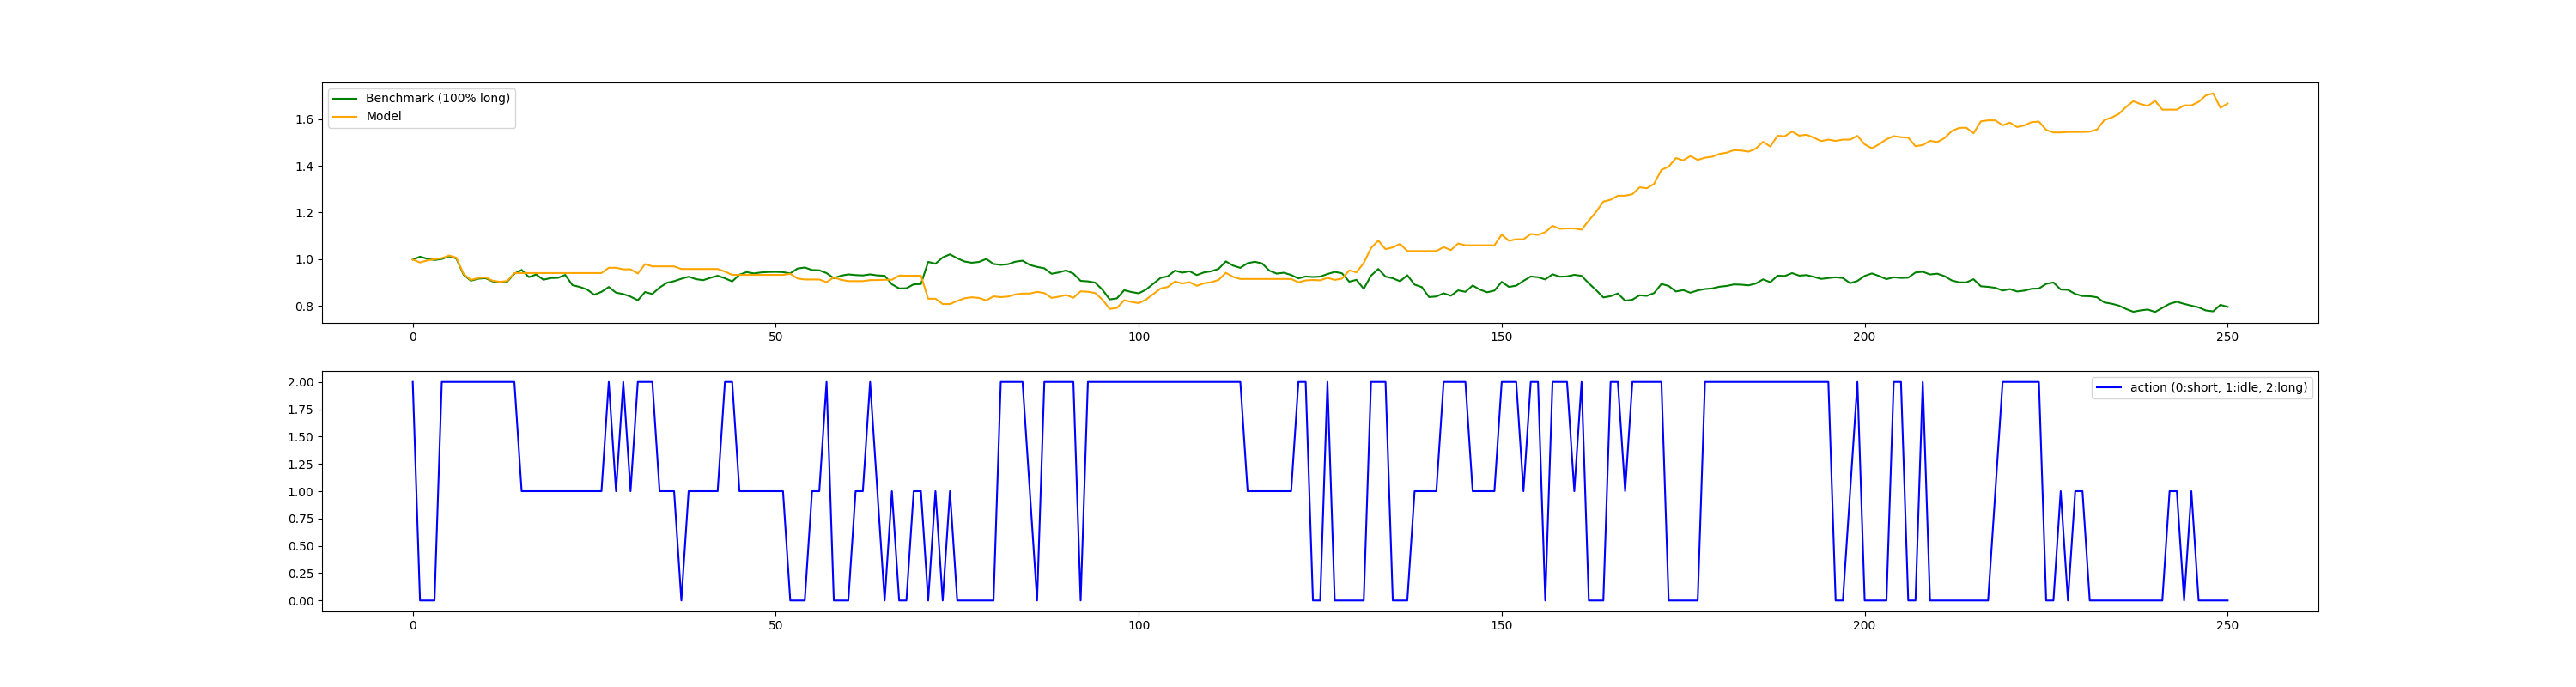 Benchmark (100% long)
Model
1.6
1.4
1.2
1.0
0.8
0 50 100 150 200 250
action (0:short, 1:idle, 2:long)
2.00
1.75
1.50
1.25
1.00
0.75
0.50
0.25
0.00
0 50 100 150 200 250